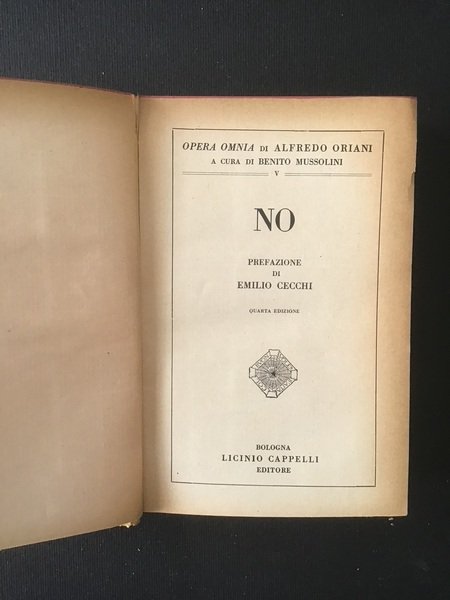 OPERA OMNIA DI ALFREDO ORIANI
A CURA DI BENITO MUSSOLINI
V
NO
PREFAZIONE
DI
EMILIO CECCHI
QUARTA EDIZIONE
BOLOGNA
LICINIO CAPPELLI
EDITORE